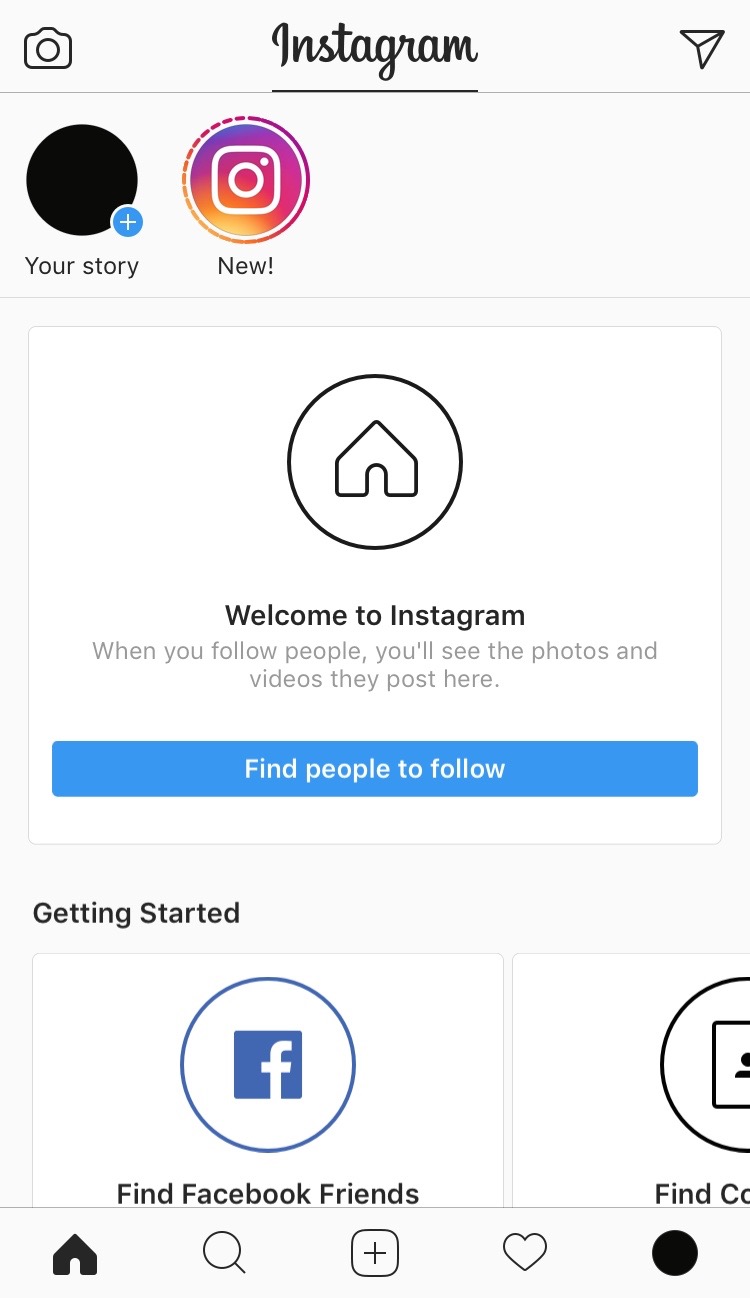 Instagram
Your story
New!
Welcome to Instagram
When you follow people, you'll see the photos and
videos they post here.
Find people to follow
Getting Started
Find Facebook Friends
Find Co